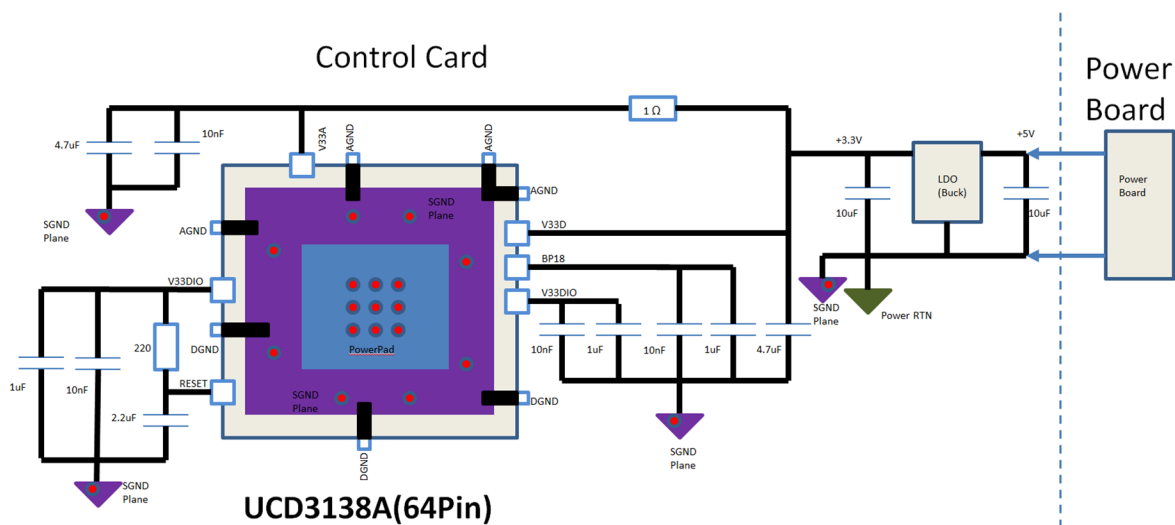 Control Card
Power
Board
1 Ω
4.7uF
10nF
V33A
AGND
AGND
+3.3V
+5V
LDO
(Buck)
Power
Board
SGND
Plane
AGND
SGND
Plane
AGND
10uF
10uF
V33D
BP18
V33DIO
V33DIO
SGND
Plane
Power RTN
DGND
PowerPad
220
10nF
1uF
10nF
1uF
4.7uF
1uF
10nF
RESET
2.2uF
SGND
Plane
DGND
SGND
Plane
DGND
SGND
Plane
UCD3138A(64Pin)